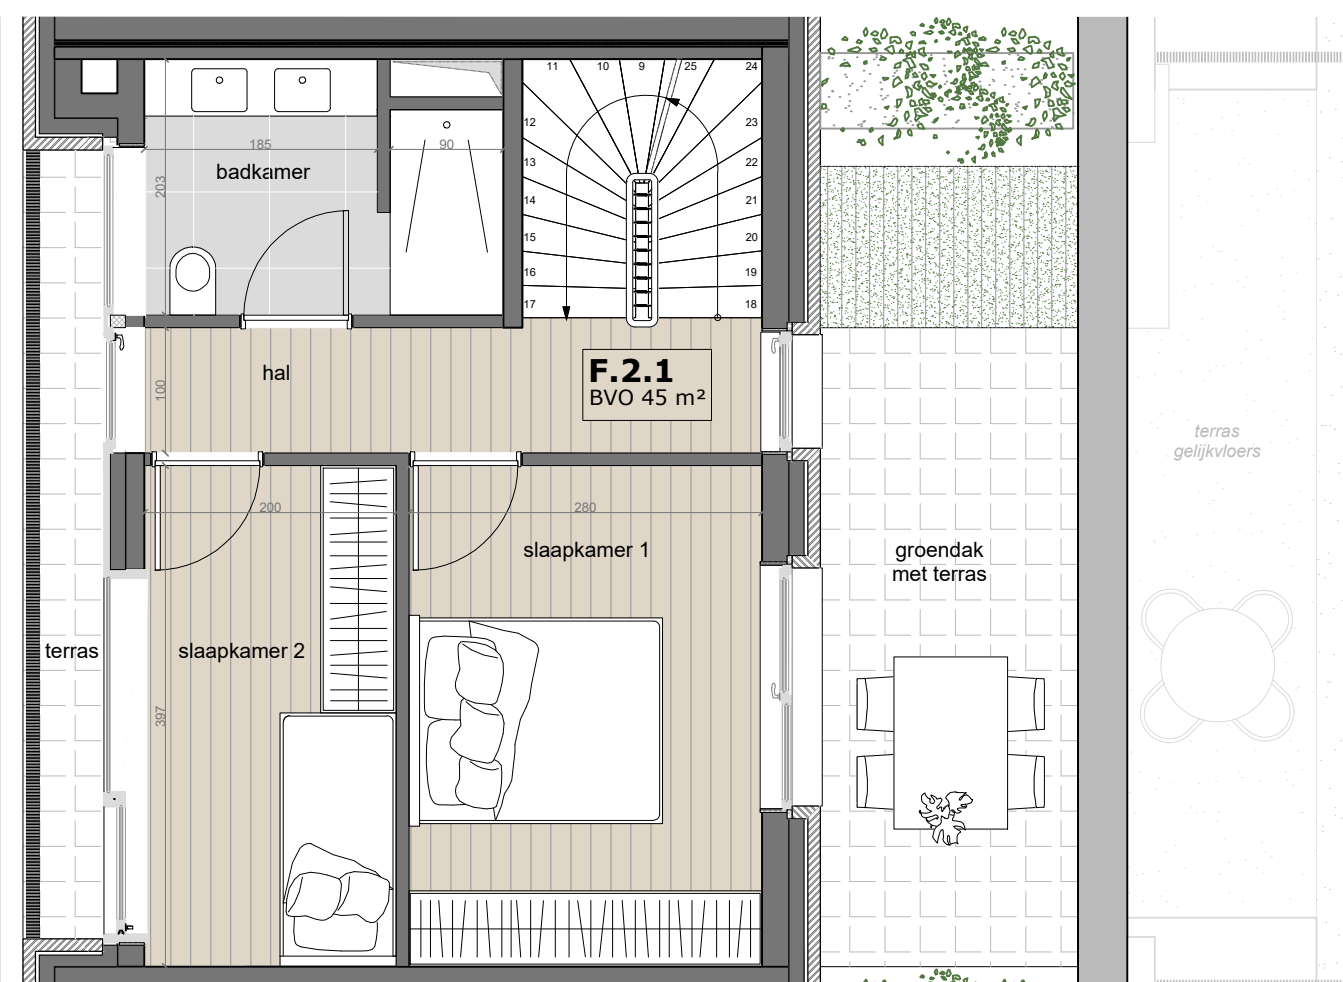 11 10 9 25 24
12 23
13 22
14 21
15 20
16 19
17 18
185
90
badkamer
203
hal
100
F.2.1
BVO 45 m²
terras
gelijkvloers
200
280
slaapkamer 1
groendak
met terras
terras
slaapkamer 2
397